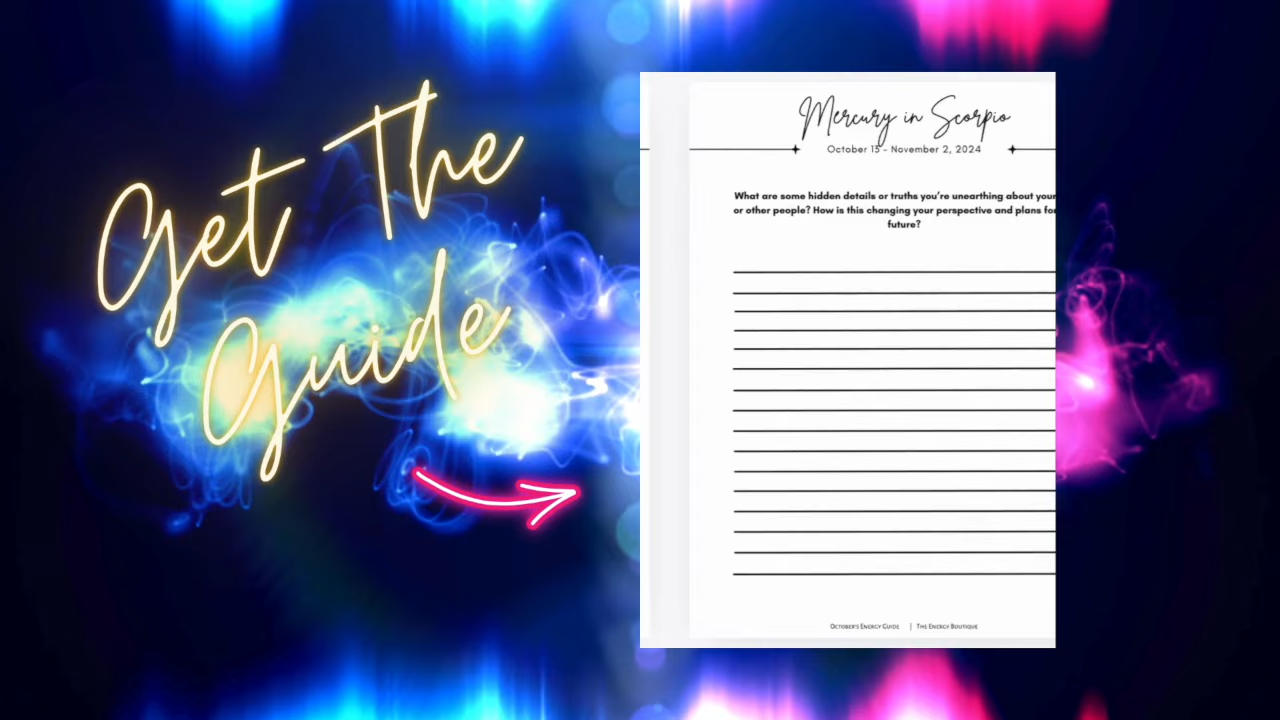 Get The
Guide
Mercury in Scorpio
October 15 - November 2, 2024
What are some hidden details or truths you're unearthing about your
or other people? How is this changing your perspective and plans for
future?
October's Energy Guide | The Energy Boutique